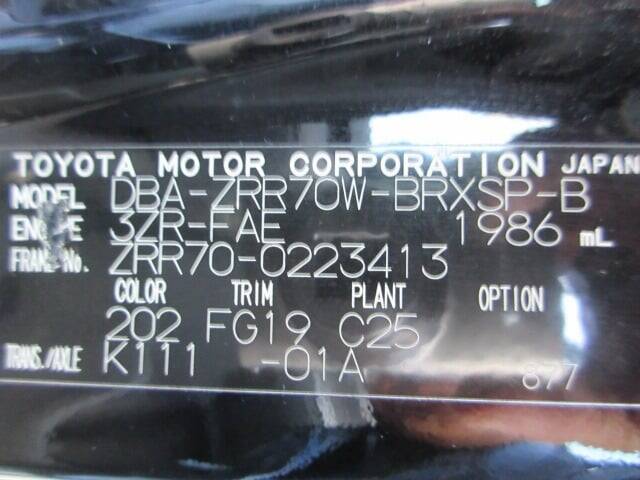 TOYOTA MOTOR CORPORATION JAPAN
MODEL DBA-ZRR70W-BRXSP-B
ENGINE 3ZR-FAE 1986 mL
FRAME No. ZRR70-0223413
COLOR TRIM PLANT OPTION
202 FG19 C25
TRANS./AXLE K111 -01A 877